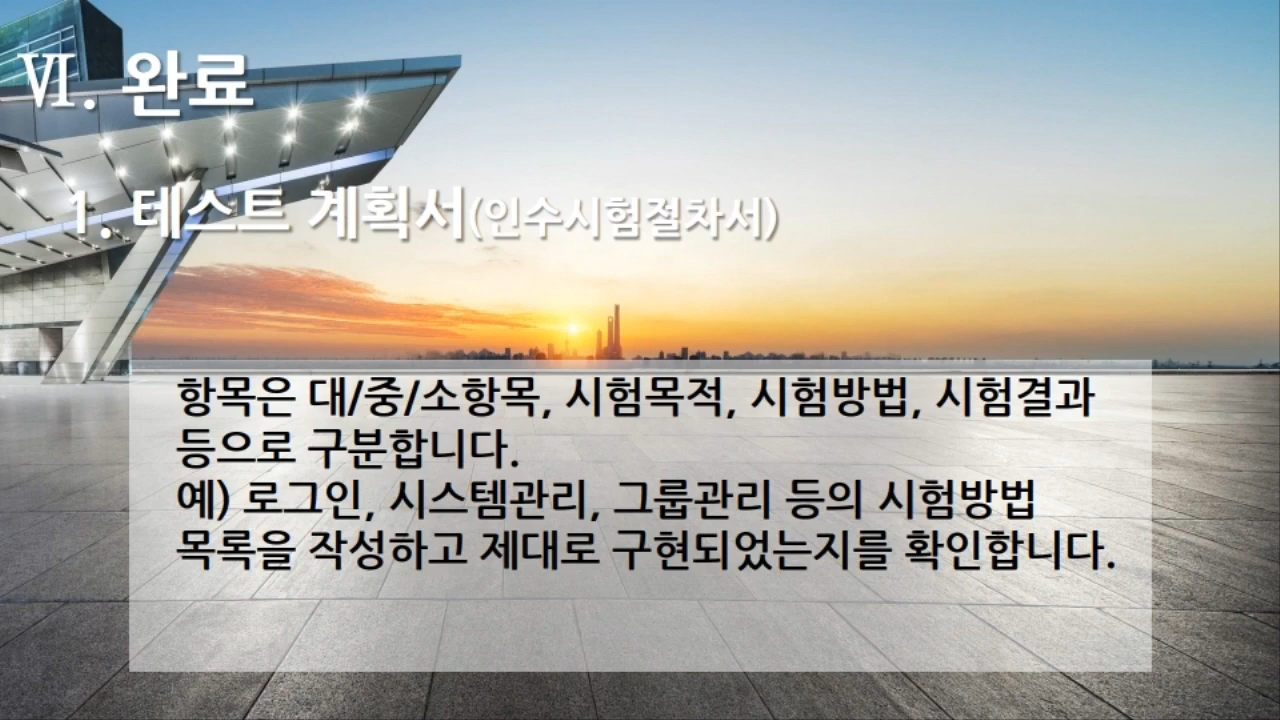 Ⅵ. 완료
1. 테스트 계획서(인수시험절차서)
항목은 대/중/소항목, 시험목적, 시험방법, 시험결과
등으로 구분합니다.
예) 로그인, 시스템관리, 그룹관리 등의 시험방법
목록을 작성하고 제대로 구현되었는지를 확인합니다.